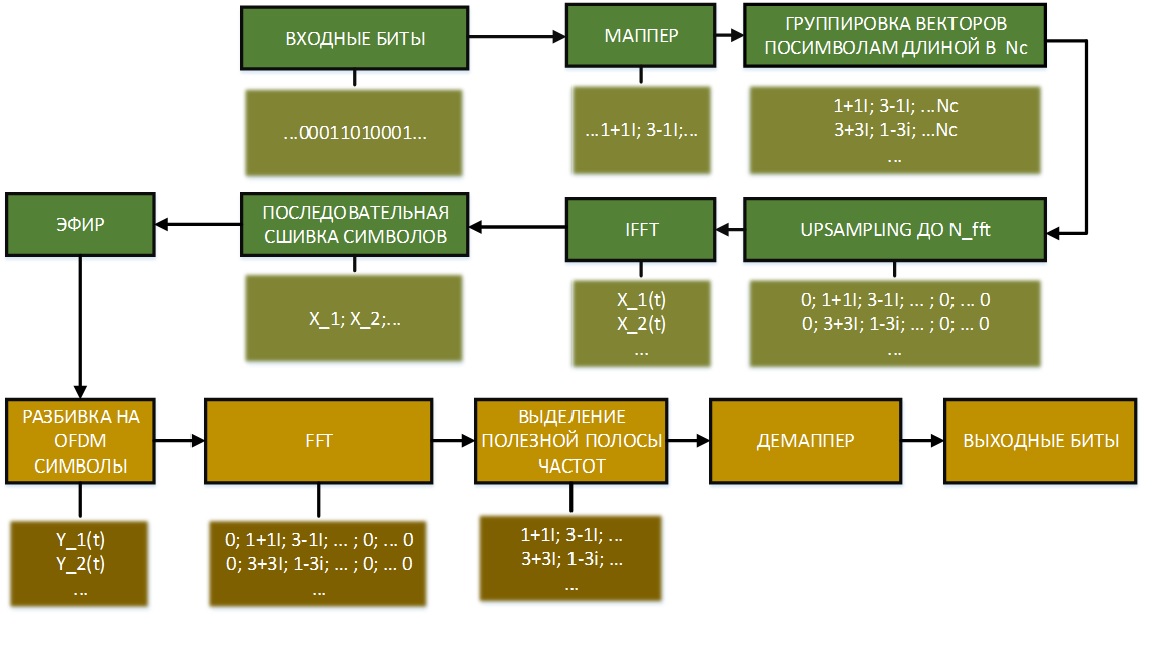 ВХОДНЫЕ БИТЫ
МАППЕР
ГРУППИРОВКА ВЕКТОРОВ
ПОСИМВОЛАМ ДЛИНОЙ В Nc
...00011010001...
...1+1I; 3-1I;...
1+1I; 3-1I; ...Nc
3+3I; 1-3i; ...Nc
...
ЭФИР
ПОСЛЕДОВАТЕЛЬНАЯ
СШИВКА СИМВОЛОВ
IFFT
UPSAMPLING ДО N_fft
X_1; X_2;...
X_1(t)
X_2(t)
...
0; 1+1I; 3-1I; ... ; 0; ... 0
0; 3+3I; 1-3i; ... ; 0; ... 0
...
РАЗБИВКА НА
OFDM
СИМВОЛЫ
FFT
ВЫДЕЛЕНИЕ
ПОЛЕЗНОЙ ПОЛОСЫ
ЧАСТОТ
ДЕМАППЕР
ВЫХОДНЫЕ БИТЫ
Y_1(t)
Y_2(t)
...
0; 1+1I; 3-1I; ... ; 0; ... 0
0; 3+3I; 1-3i; ... ; 0; ... 0
...
1+1I; 3-1I; ...
3+3I; 1-3i; ...
...